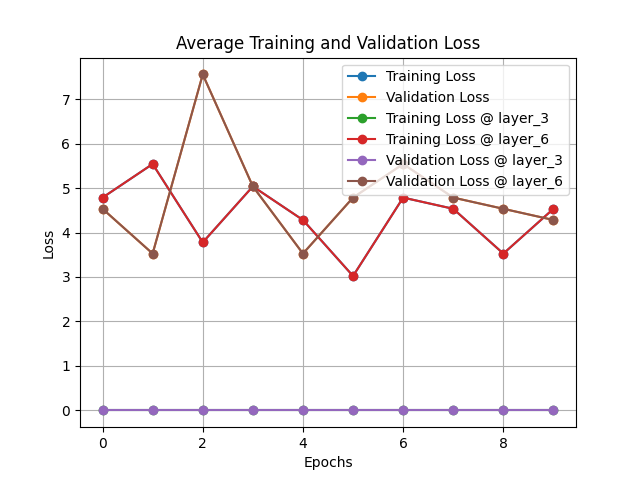 Average Training and Validation Loss
Training Loss
Validation Loss
Training Loss @ layer_3
Training Loss @ layer_6
Validation Loss @ layer_3
Validation Loss @ layer_6
7
6
5
4
3
2
1
0
Loss
0 2 4 6 8
Epochs